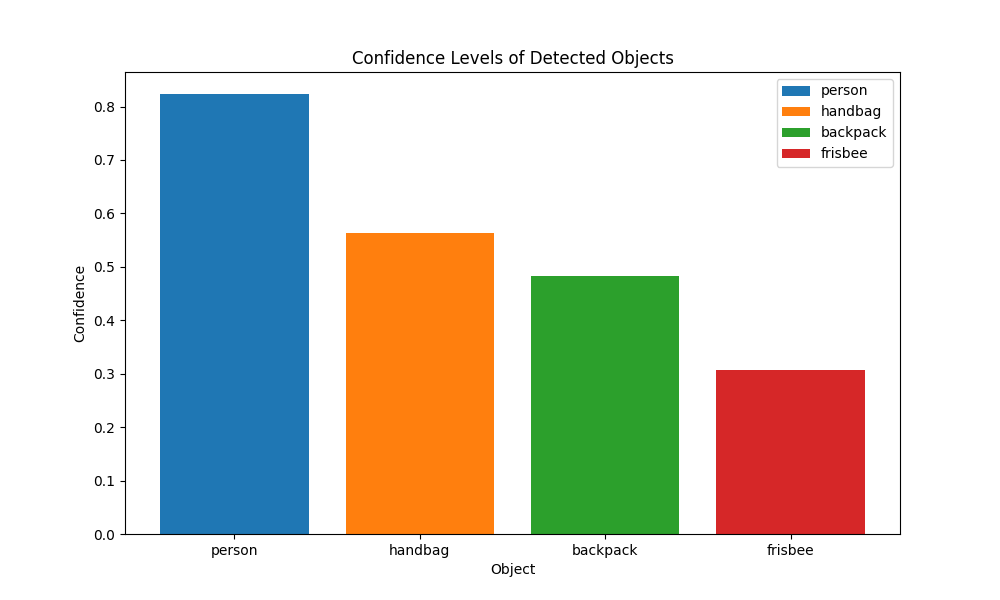 Confidence Levels of Detected Objects
person
handbag
backpack
frisbee
Confidence
0.8
0.7
0.6
0.5
0.4
0.3
0.2
0.1
0.0
person handbag backpack frisbee
Object